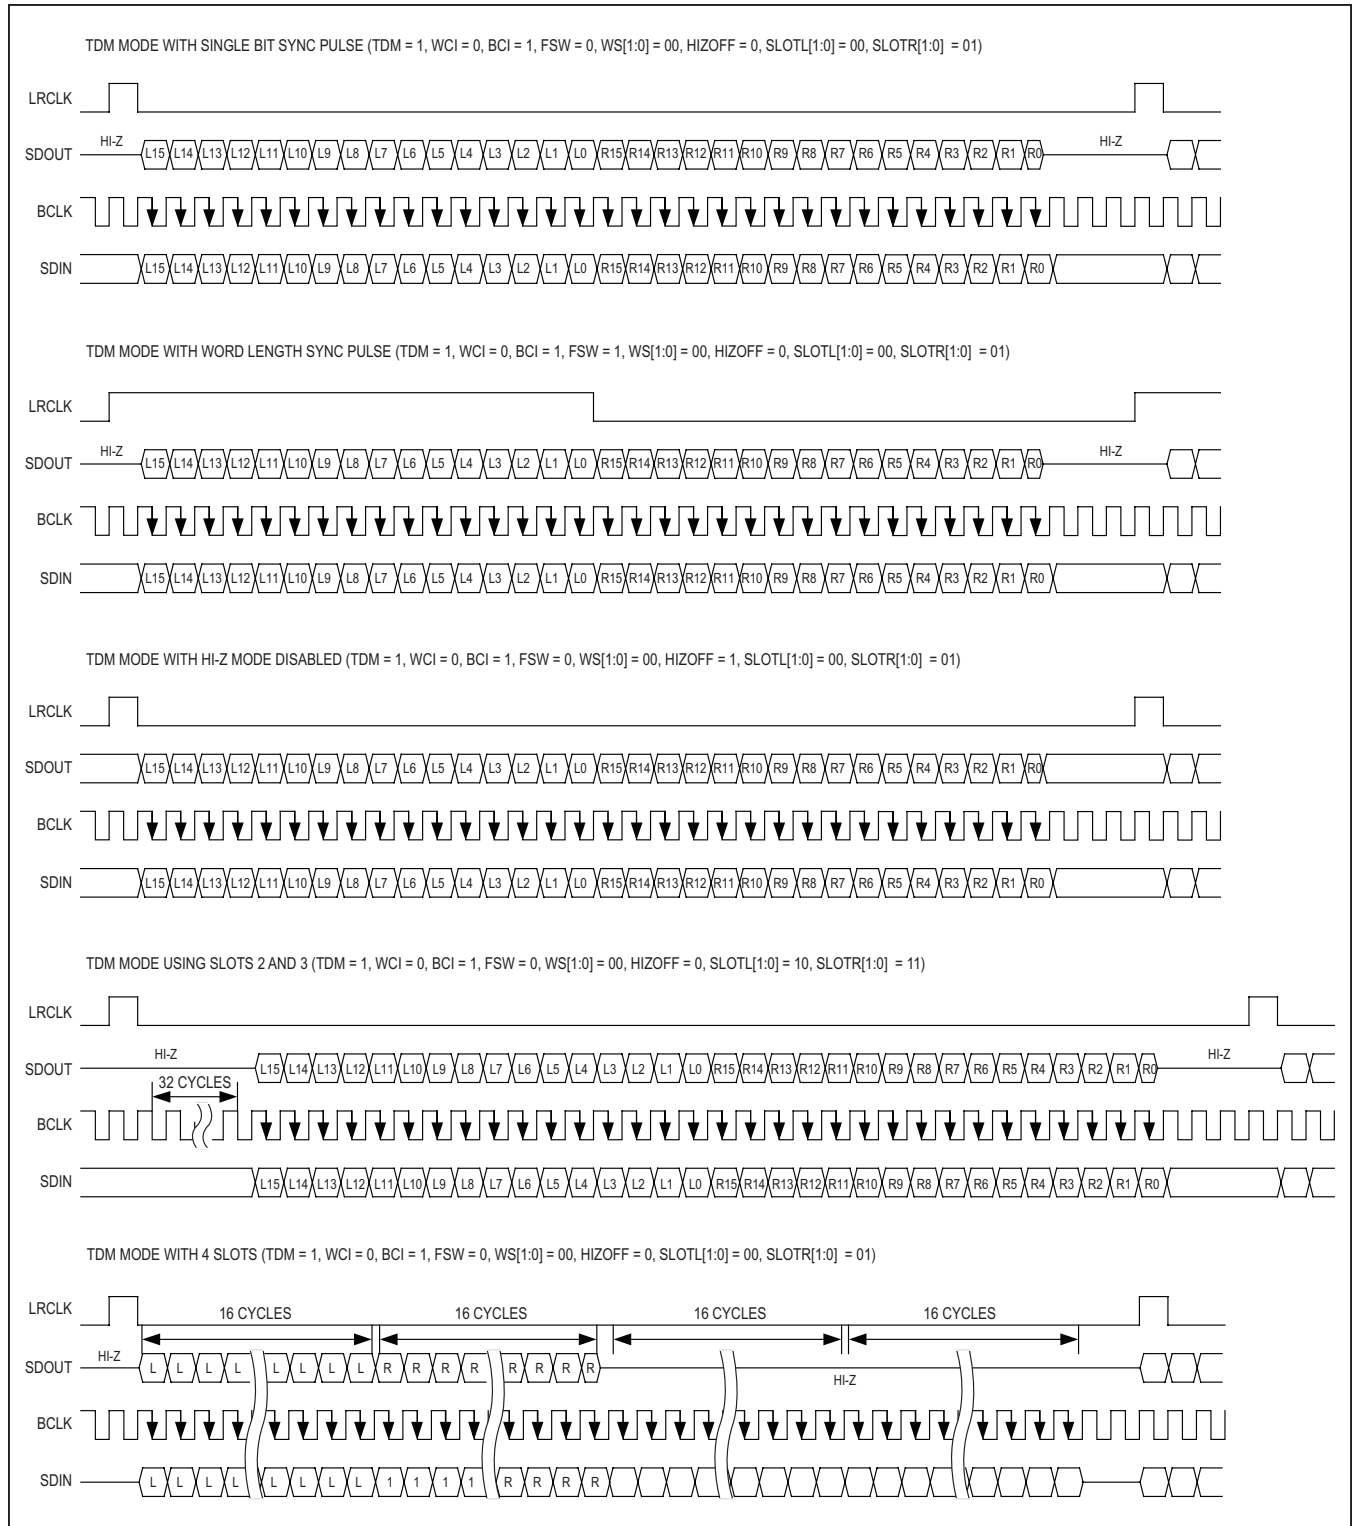 TDM MODE WITH SINGLE BIT SYNC PULSE (TDM = 1, WCI = 0, BCI = 1, FSW = 0, WS[1:0] = 00, HIZOFF = 0, SLOTL[1:0] = 00, SLOTR[1:0] = 01)
LRCLK
HI-Z HI-Z
SDOUT L15 L14 L13 L12 L11 L10 L9 L8 L7 L6 L5 L4 L3 L2 L1 L0 R15 R14 R13 R12 R11 R10 R9 R8 R7 R6 R5 R4 R3 R2 R1 R0
BCLK
SDIN L15 L14 L13 L12 L11 L10 L9 L8 L7 L6 L5 L4 L3 L2 L1 L0 R15 R14 R13 R12 R11 R10 R9 R8 R7 R6 R5 R4 R3 R2 R1 R0
TDM MODE WITH WORD LENGTH SYNC PULSE (TDM = 1, WCI = 0, BCI = 1, FSW = 1, WS[1:0] = 00, HIZOFF = 0, SLOTL[1:0] = 00, SLOTR[1:0] = 01)
LRCLK
HI-Z HI-Z
SDOUT L15 L14 L13 L12 L11 L10 L9 L8 L7 L6 L5 L4 L3 L2 L1 L0 R15 R14 R13 R12 R11 R10 R9 R8 R7 R6 R5 R4 R3 R2 R1 R0
BCLK
SDIN L15 L14 L13 L12 L11 L10 L9 L8 L7 L6 L5 L4 L3 L2 L1 L0 R15 R14 R13 R12 R11 R10 R9 R8 R7 R6 R5 R4 R3 R2 R1 R0
TDM MODE WITH HI-Z MODE DISABLED (TDM = 1, WCI = 0, BCI = 1, FSW = 0, WS[1:0] = 00, HIZOFF = 1, SLOTL[1:0] = 00, SLOTR[1:0] = 01)
LRCLK
SDOUT L15 L14 L13 L12 L11 L10 L9 L8 L7 L6 L5 L4 L3 L2 L1 L0 R15 R14 R13 R12 R11 R10 R9 R8 R7 R6 R5 R4 R3 R2 R1 R0
BCLK
SDIN L15 L14 L13 L12 L11 L10 L9 L8 L7 L6 L5 L4 L3 L2 L1 L0 R15 R14 R13 R12 R11 R10 R9 R8 R7 R6 R5 R4 R3 R2 R1 R0
TDM MODE USING SLOTS 2 AND 3 (TDM = 1, WCI = 0, BCI = 1, FSW = 0, WS[1:0] = 00, HIZOFF = 0, SLOTL[1:0] = 10, SLOTR[1:0] = 11)
LRCLK
HI-Z HI-Z
SDOUT L15 L14 L13 L12 L11 L10 L9 L8 L7 L6 L5 L4 L3 L2 L1 L0 R15 R14 R13 R12 R11 R10 R9 R8 R7 R6 R5 R4 R3 R2 R1 R0
32 CYCLES
BCLK
SDIN L15 L14 L13 L12 L11 L10 L9 L8 L7 L6 L5 L4 L3 L2 L1 L0 R15 R14 R13 R12 R11 R10 R9 R8 R7 R6 R5 R4 R3 R2 R1 R0
TDM MODE WITH 4 SLOTS (TDM = 1, WCI = 0, BCI = 1, FSW = 0, WS[1:0] = 00, HIZOFF = 0, SLOTL[1:0] = 00, SLOTR[1:0] = 01)
LRCLK 16 CYCLES 16 CYCLES 16 CYCLES 16 CYCLES
HI-Z
SDOUT L L L L L L L L R R R R R R R R
HI-Z
BCLK
SDIN L L L L L L L L 1 1 1 1 R R R R